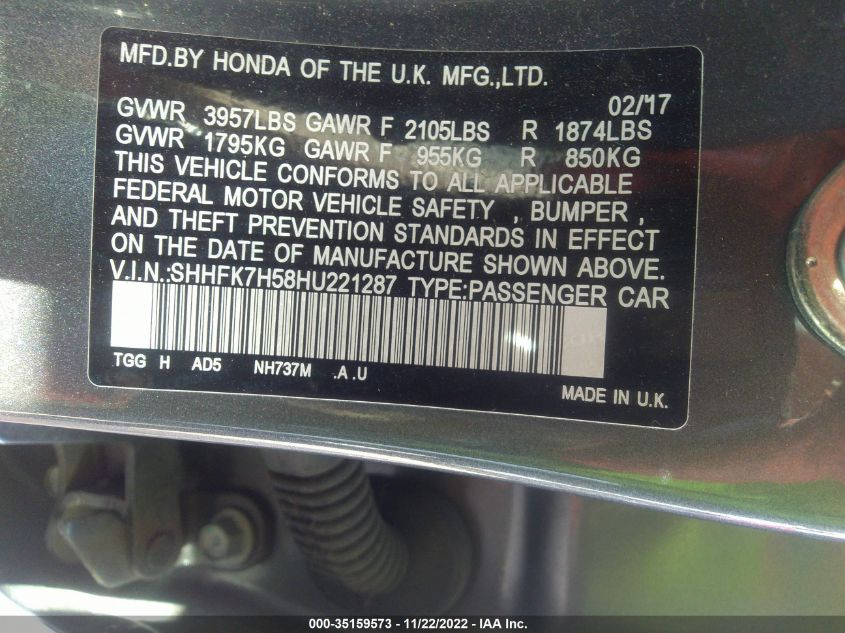 MFD.BY HONDA OF THE U.K. MFG.,LTD.
02/'17
GVWR 3957LBS GAWR F 2105LBS R 1874LBS
GVWR 1795KG GAWR F 955KG R 850KG
THIS VEHICLE CONFORMS TO ALL APPLICABLE
FEDERAL MOTOR VEHICLE SAFETY , BUMPER ,
AND THEFT PREVENTION STANDARDS IN EFFECT
ON THE DATE OF MANUFACTURE SHOWN ABOVE.
V.I.N.:SHHFK7H58HU221287 TYPE:PASSENGER CAR
TGG H AD5 NH737M .A .U
MADE IN U.K.
000-35159573 - 11/22/2022 - IAA Inc.